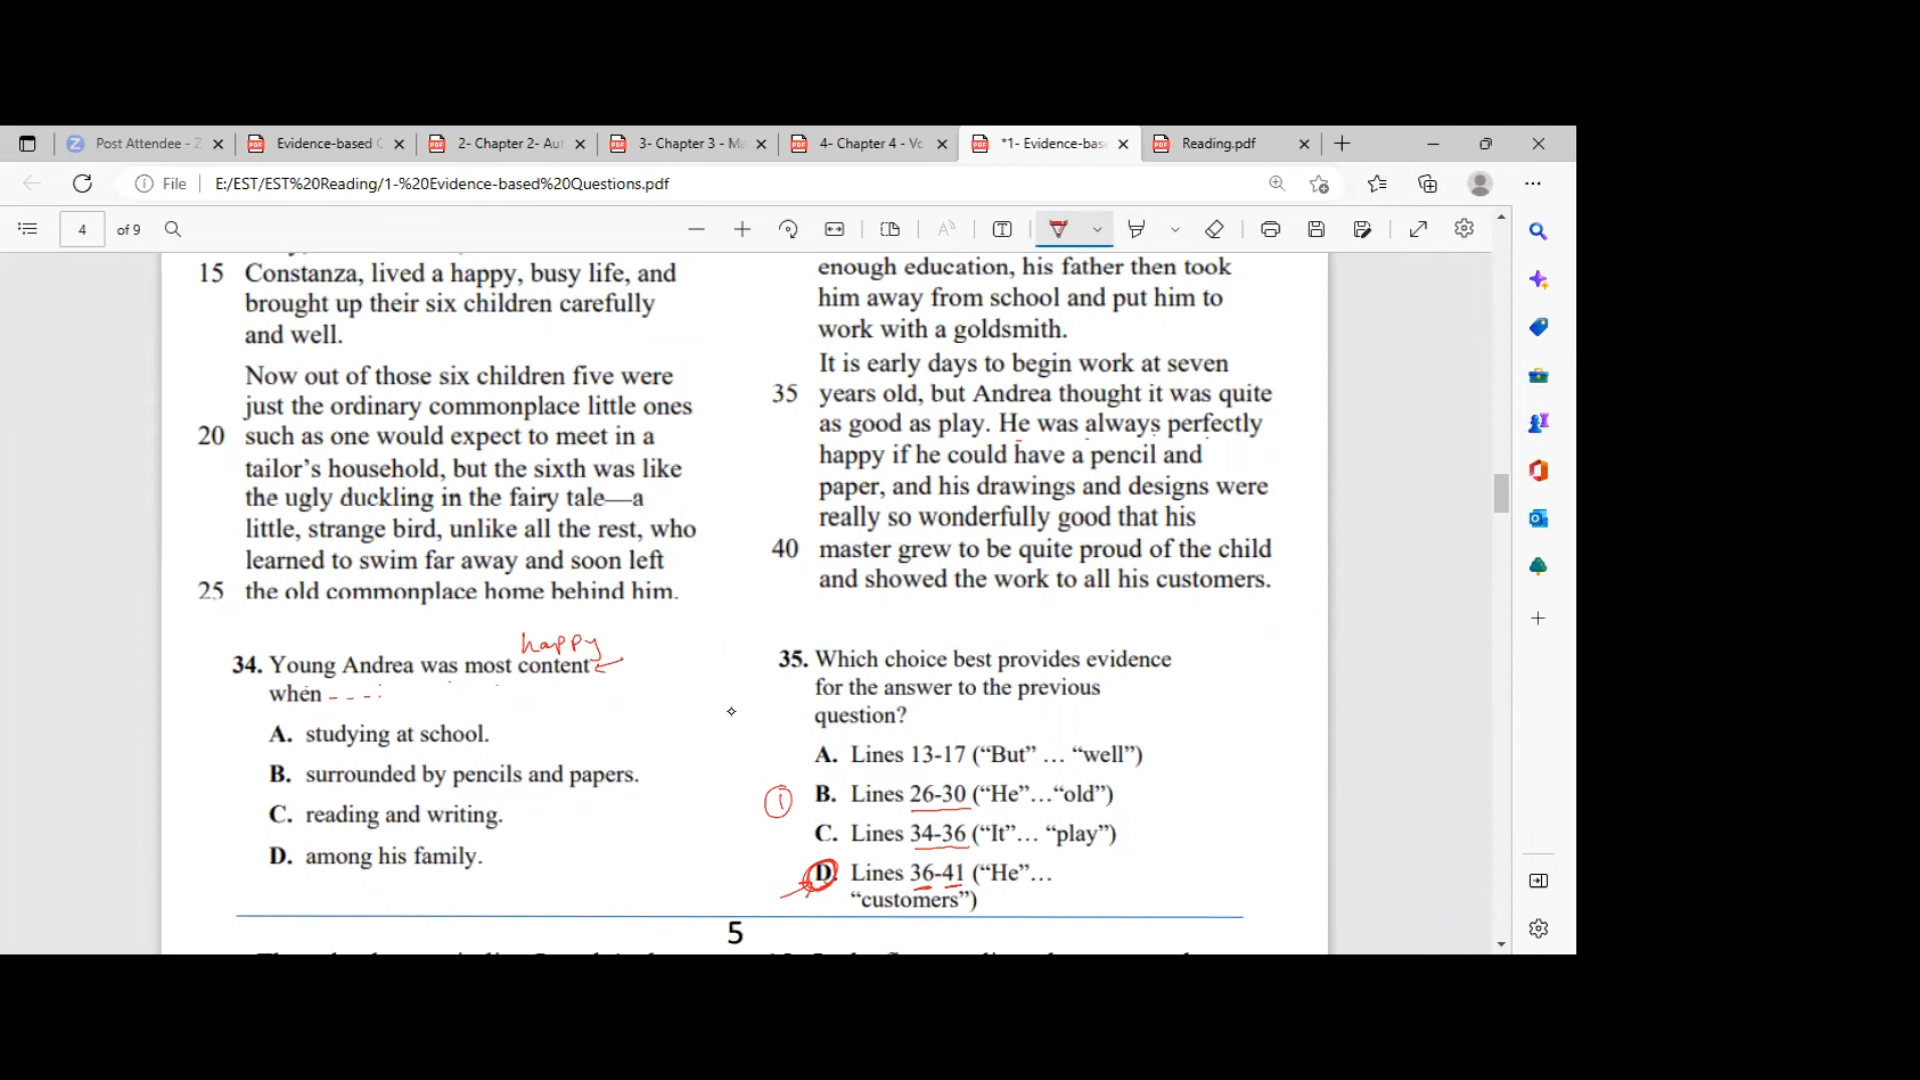 Post Attendee - Z
Evidence-based C
2- Chapter 2- Aut
3- Chapter 3 - Ma
4- Chapter 4 - Vo
*1- Evidence-base
Reading.pdf
File
E:/EST/EST%20Reading/1-%20Evidence-based%20Questions.pdf
4 of 9
15 Constanza, lived a happy, busy life, and
brought up their six children carefully
and well.
Now out of those six children five were
just the ordinary commonplace little ones
20 such as one would expect to meet in a
tailor's household, but the sixth was like
the ugly duckling in the fairy tale—a
little, strange bird, unlike all the rest, who
learned to swim far away and soon left
25 the old commonplace home behind him.
enough education, his father then took
him away from school and put him to
work with a goldsmith.
It is early days to begin work at seven
35 years old, but Andrea thought it was quite
as good as play. He was always perfectly
happy if he could have a pencil and
paper, and his drawings and designs were
really so wonderfully good that his
40 master grew to be quite proud of the child
and showed the work to all his customers.
happy
34. Young Andrea was most content
when
A. studying at school.
B. surrounded by pencils and papers.
C. reading and writing.
D. among his family.
35. Which choice best provides evidence
for the answer to the previous
question?
A. Lines 13-17 (“But” … “well”)
1 B. Lines 26-30 (“He”…“old”)
C. Lines 34-36 (“It”… “play”)
D. Lines 36-41 (“He”…
“customers”)
5